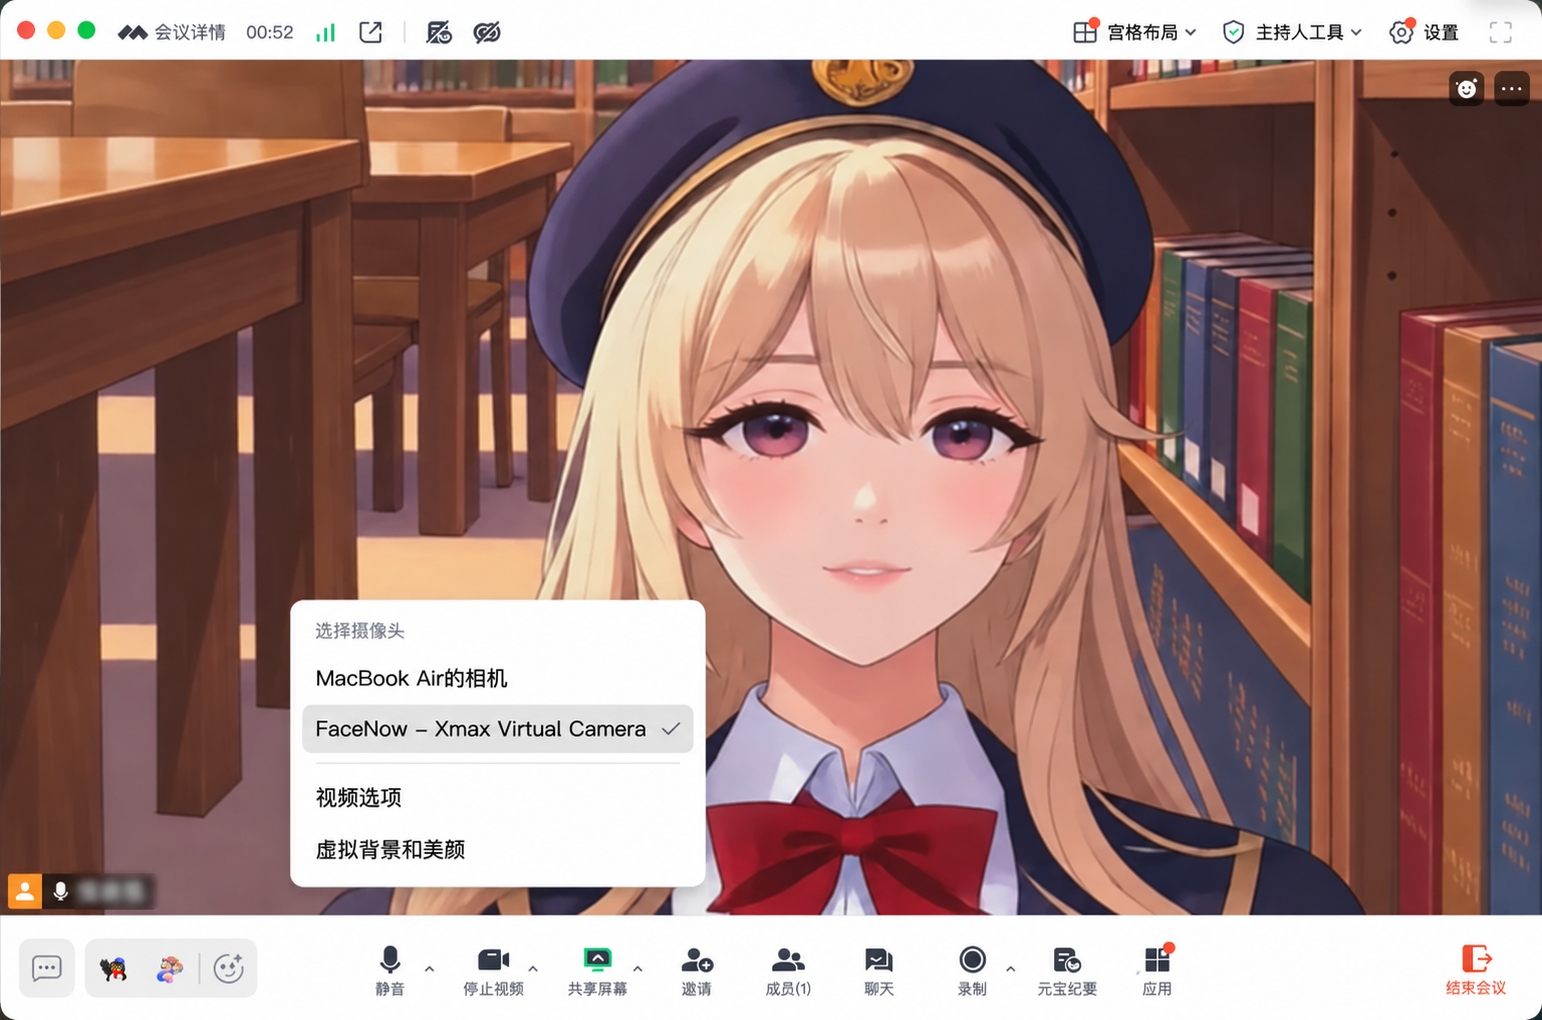 会议详情 00:52 宫格布局 主持人工具 设置
选择摄像头
MacBook Air的相机
FaceNow – Xmax Virtual Camera
视频选项
虚拟背景和美颜
静音 停止视频 共享屏幕 邀请 成员(1) 聊天 录制 元宝纪要 应用 结束会议